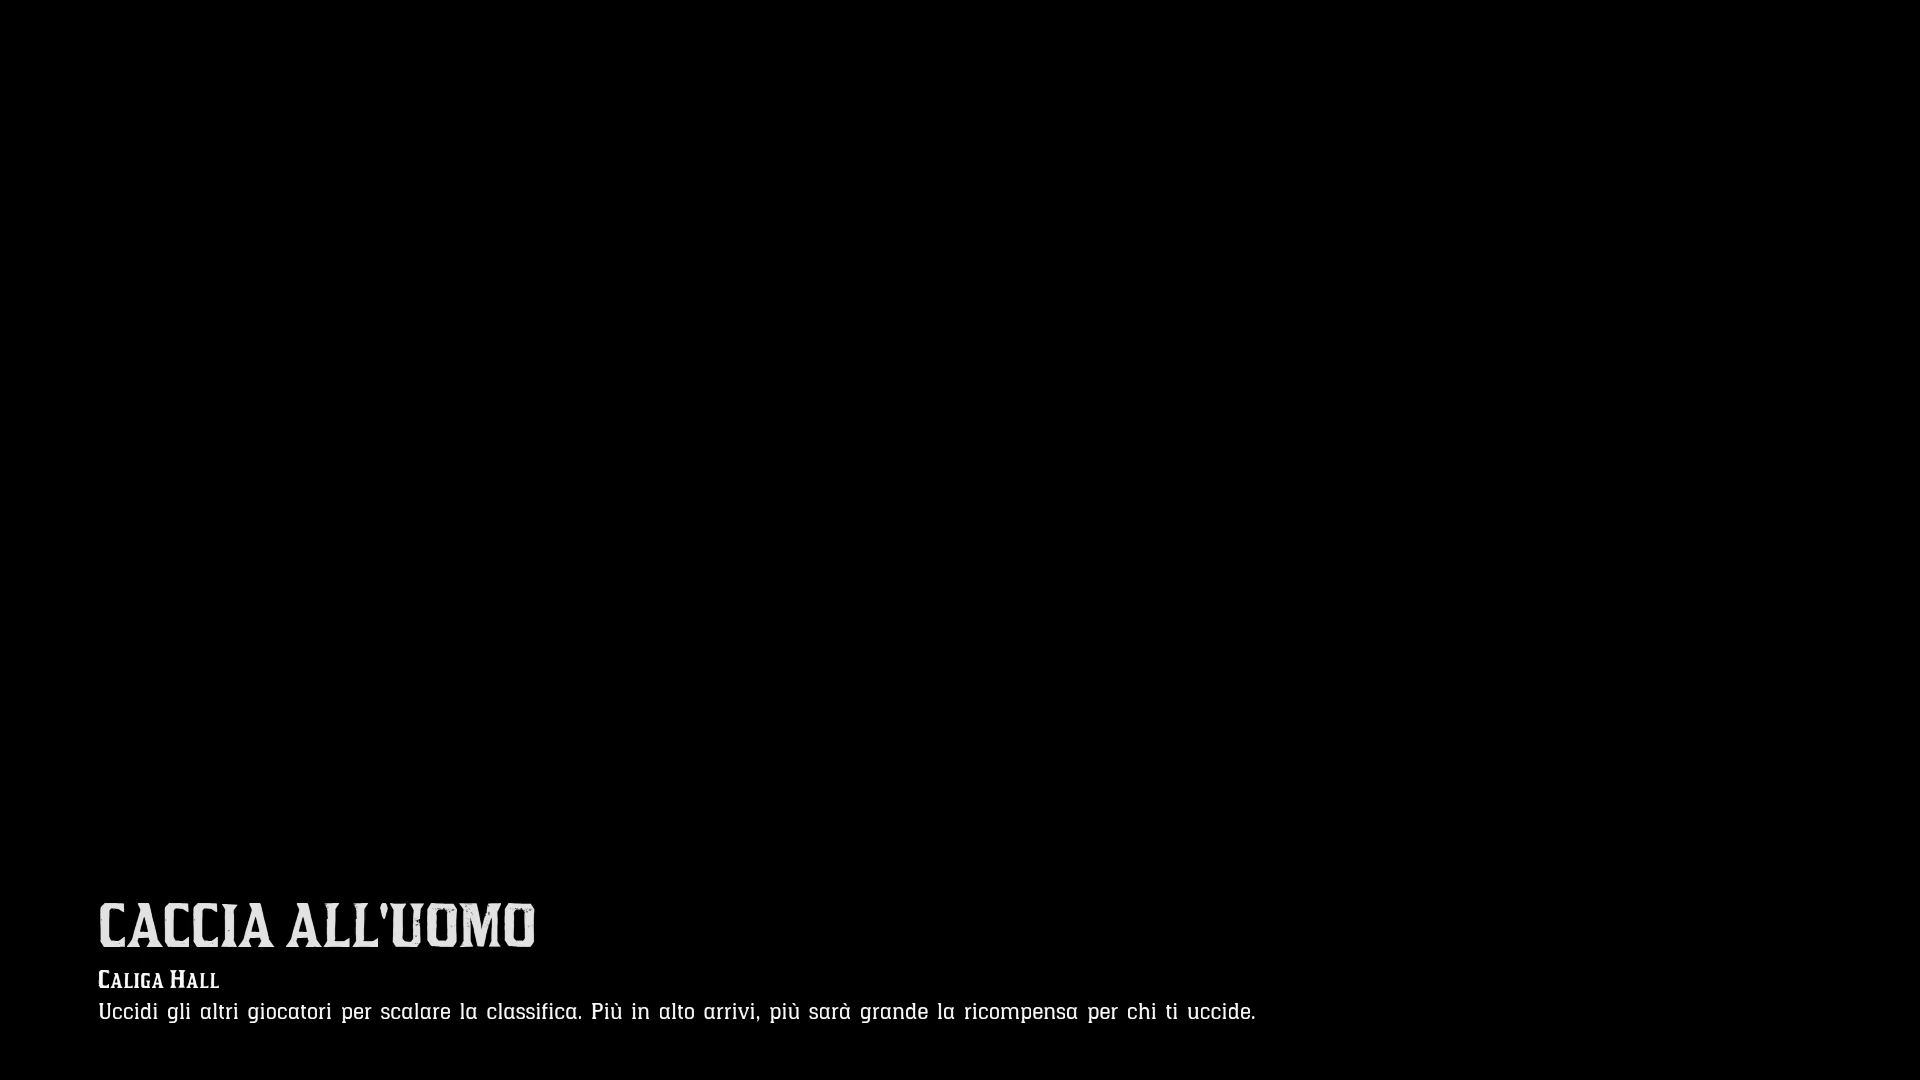 CACCIA ALL'UOMO
Caliga Hall
Uccidi gli altri giocatori per scalare la classifica. Più in alto arrivi, più sarà grande la ricompensa per chi ti uccide.